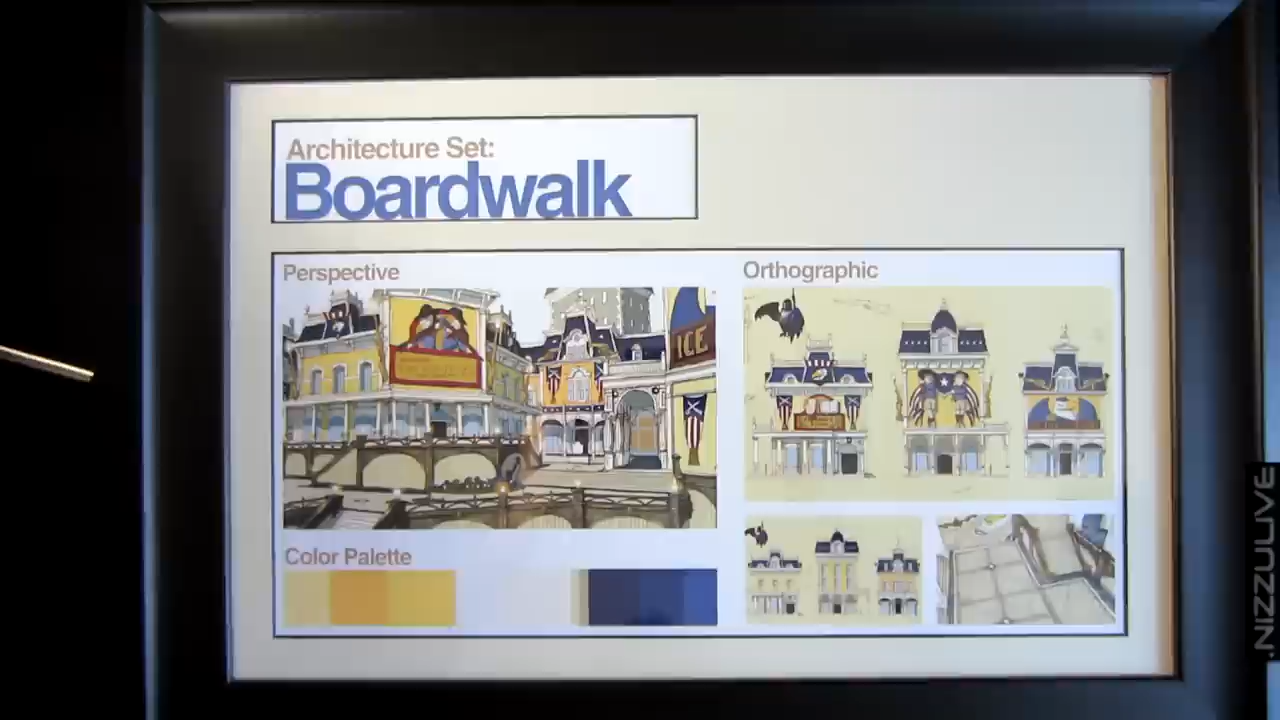 Architecture Set:
Boardwalk
Perspective
Orthographic
ICE
Color Palette
.NIZZULIVE